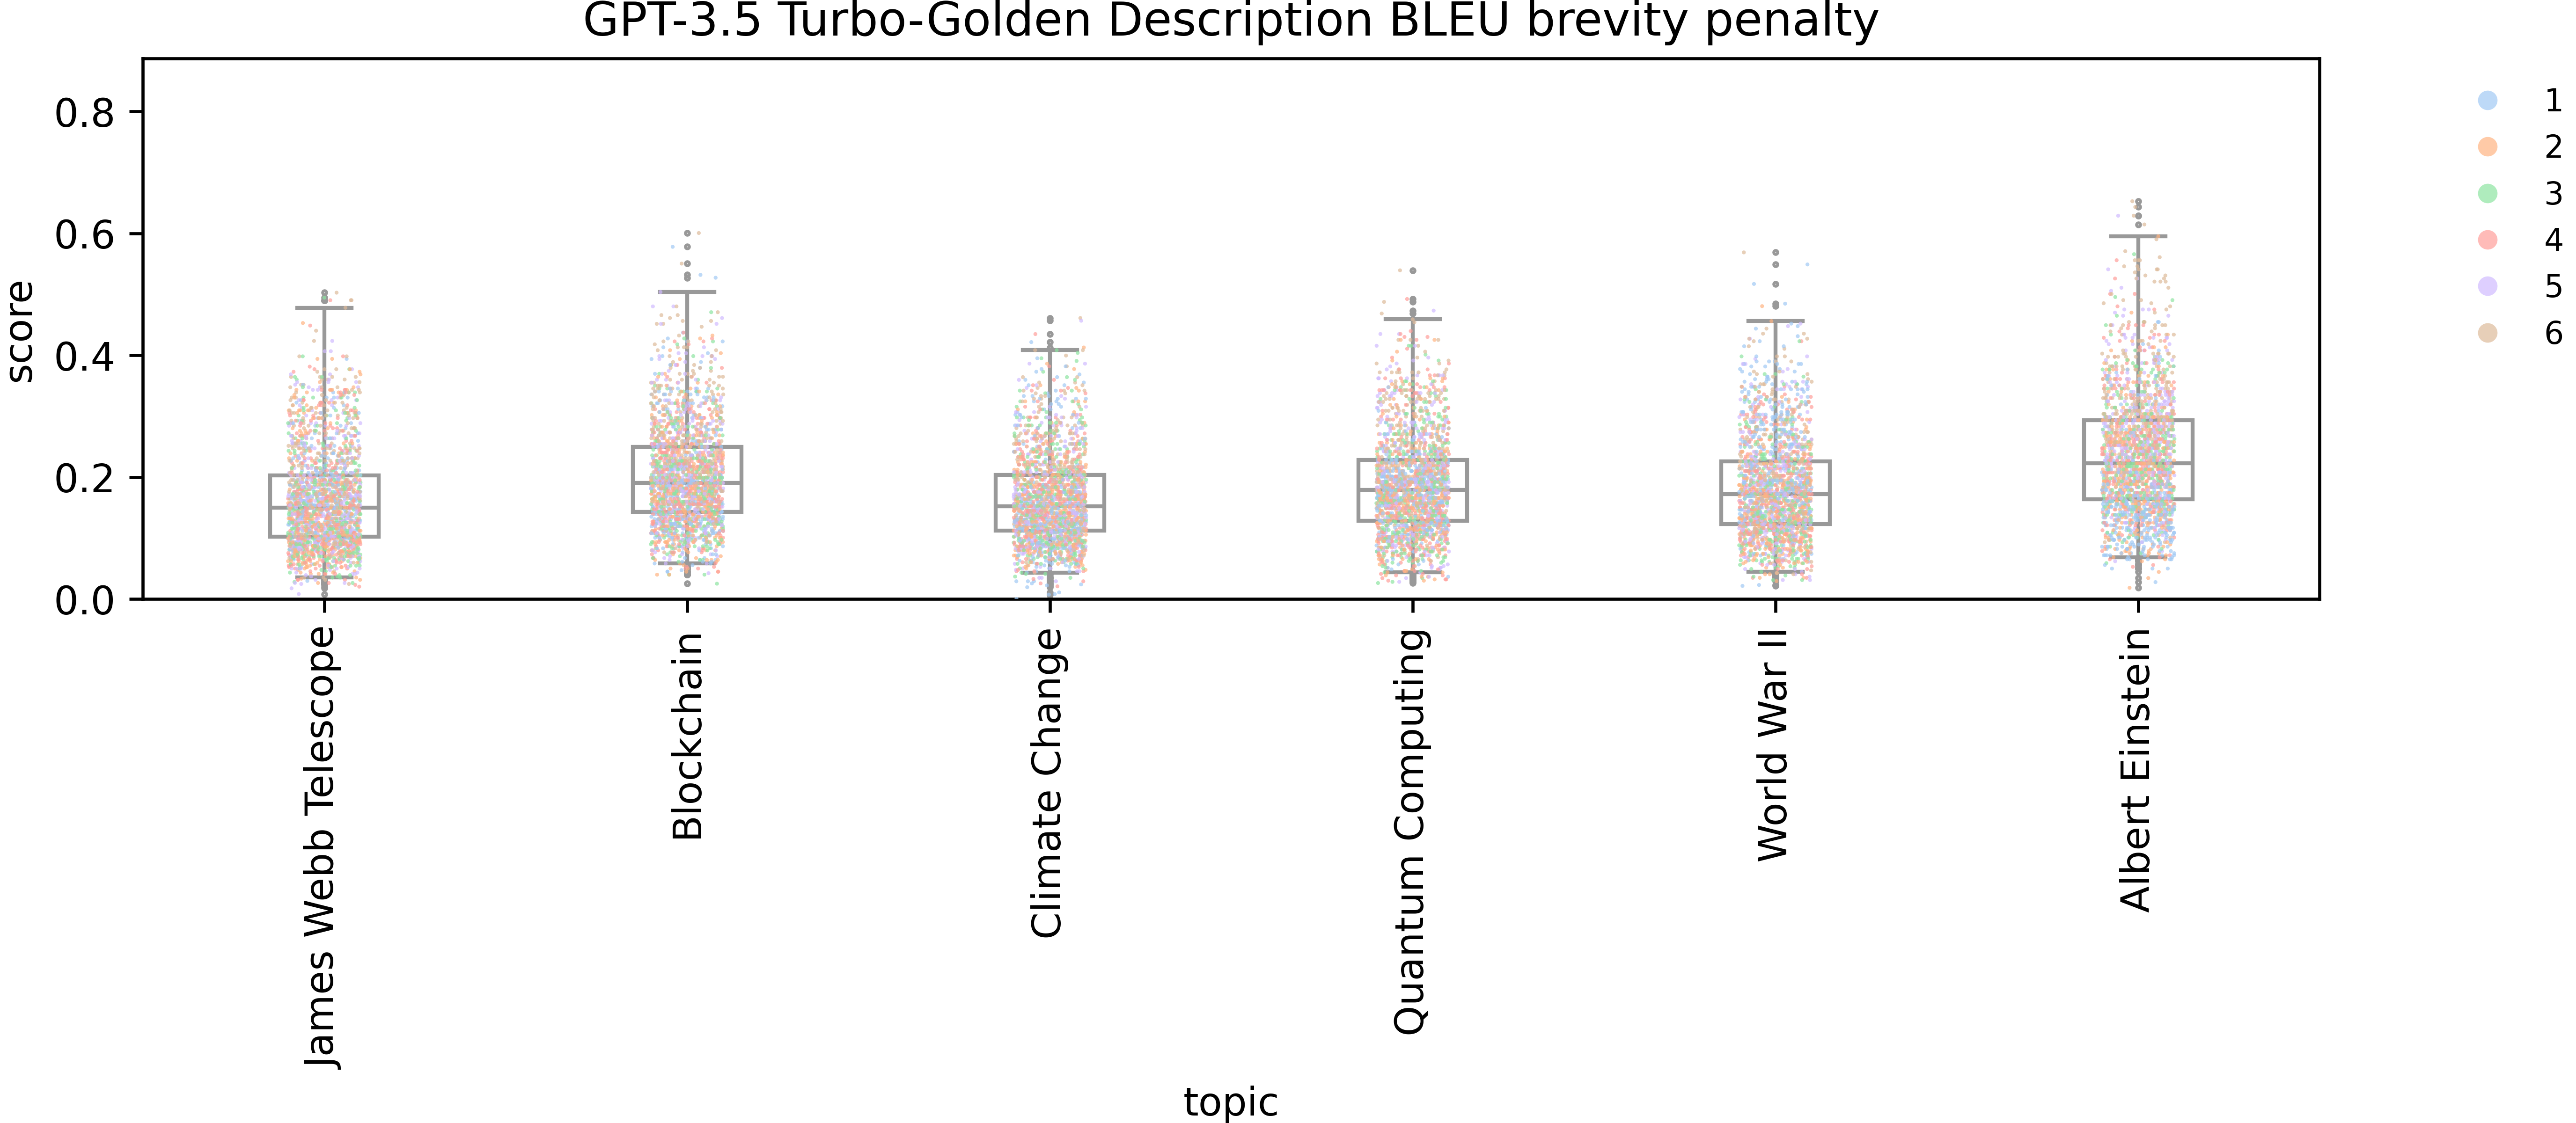 GPT-3.5 Turbo-Golden Description BLEU brevity penalty
score
0.8
0.6
0.4
0.2
0.0
James Webb Telescope
Blockchain
Climate Change
Quantum Computing
World War II
Albert Einstein
topic
1
2
3
4
5
6